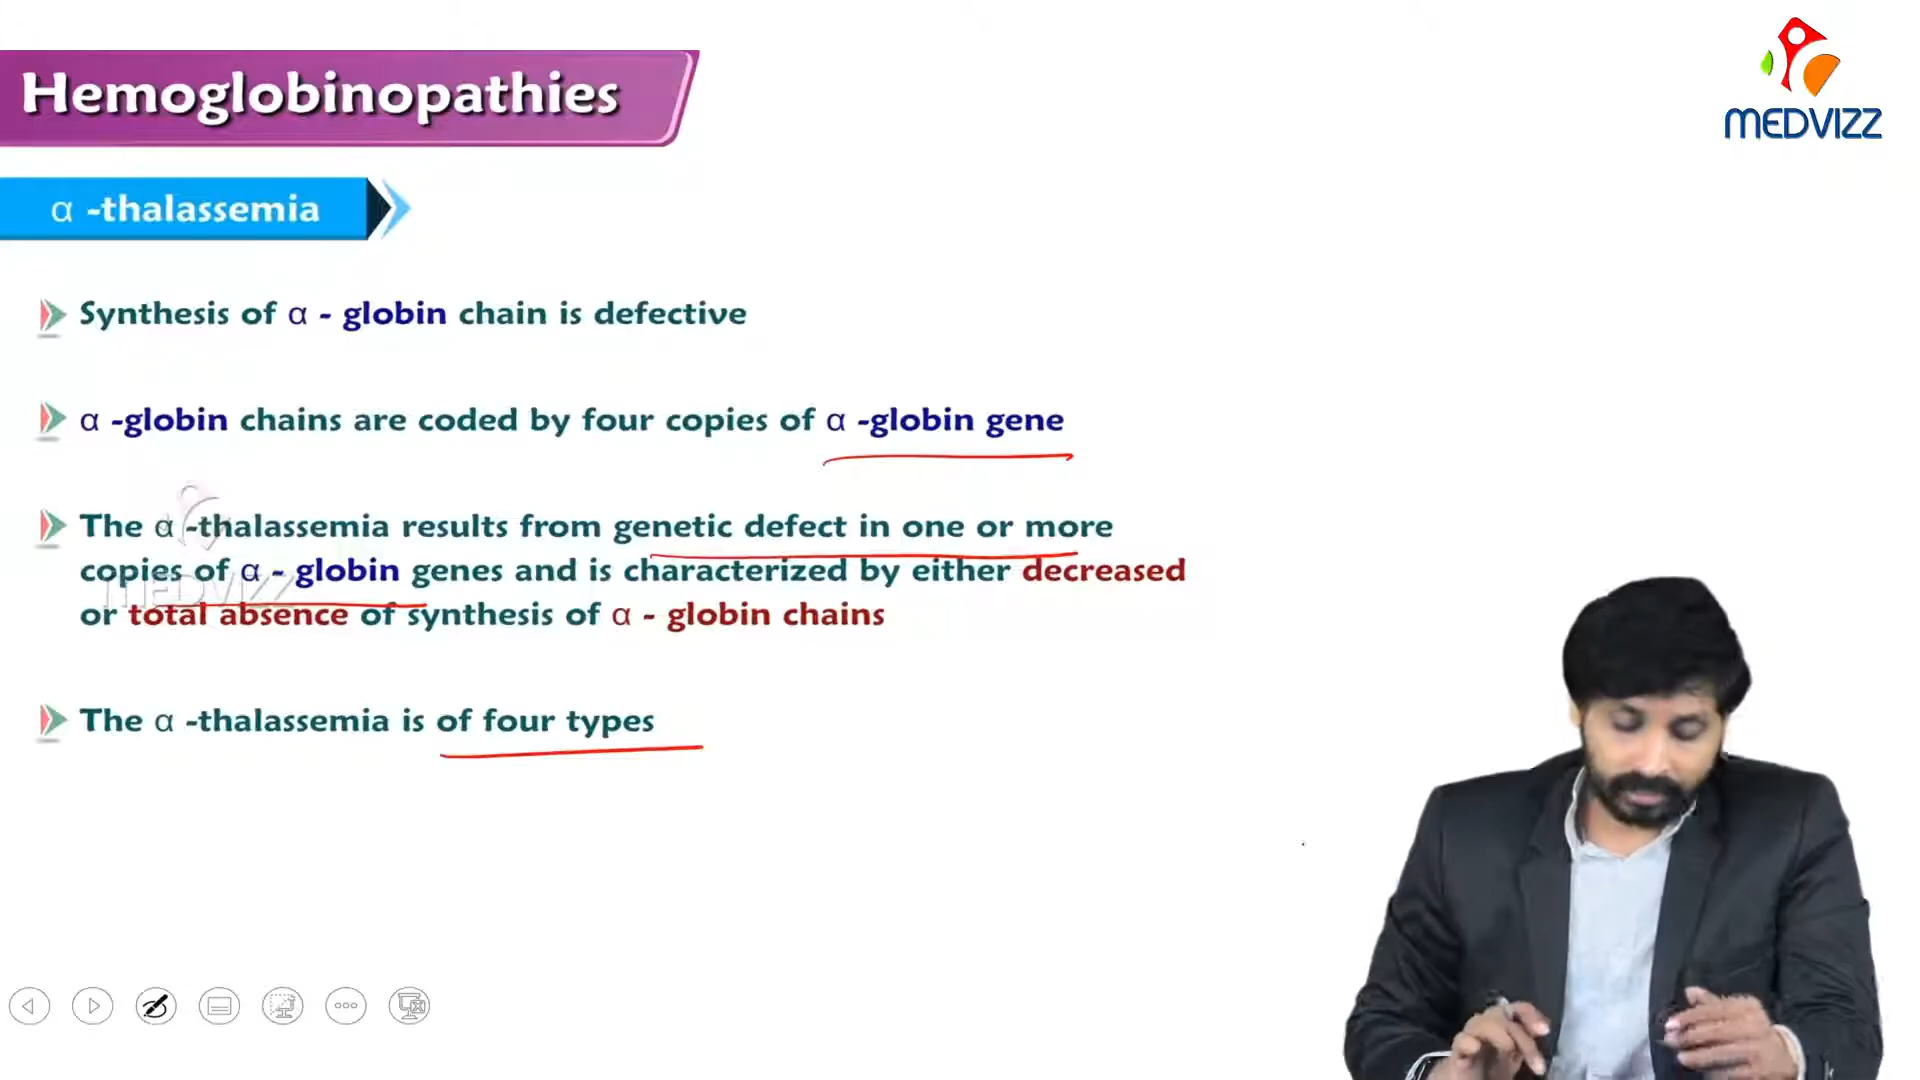 MEDVIZZ
Hemoglobinopathies
α -thalassemia
Synthesis of α - globin chain is defective
α -globin chains are coded by four copies of α -globin gene
The α -thalassemia results from genetic defect in one or more
copies of α - globin genes and is characterized by either decreased
or total absence of synthesis of α - globin chains
MEDVIZZ
The α -thalassemia is of four types